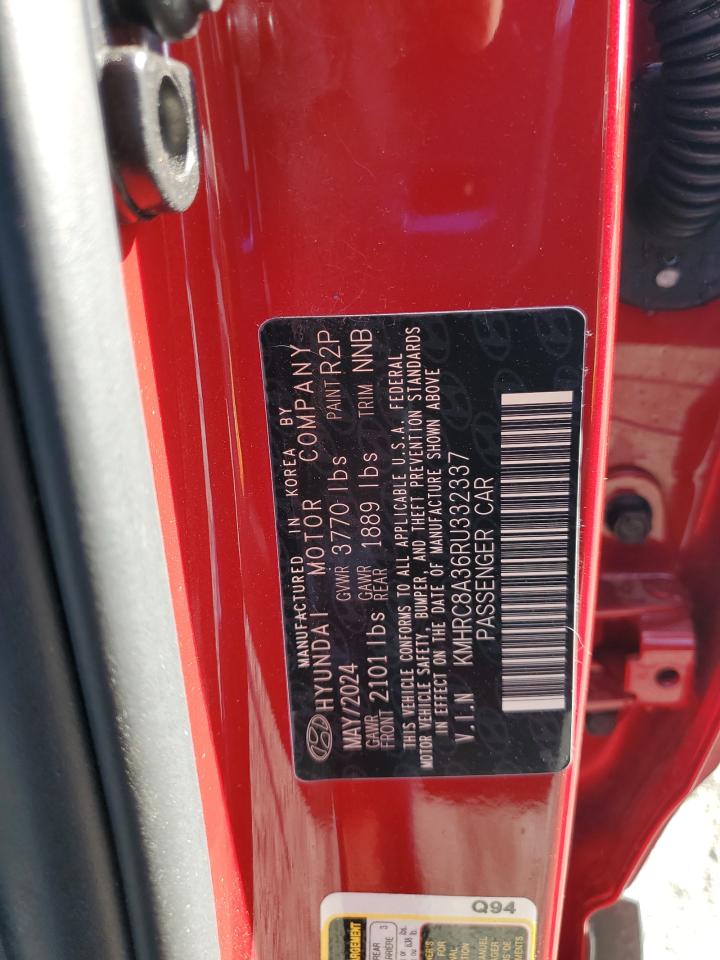 MANUFACTURED IN KOREA BY
HYUNDAI MOTOR COMPANY
MAY/2024 GVWR 3770 lbs PAINT R2P
GAWR FRONT 2101 lbs GAWR REAR 1889 lbs TRIM NNB
THIS VEHICLE CONFORMS TO ALL APPLICABLE U.S.A. FEDERAL
MOTOR VEHICLE SAFETY, BUMPER, AND THEFT PREVENTION STANDARDS
IN EFFECT ON THE DATE OF MANUFACTURE SHOWN ABOVE
V.I.N KMHRC8A36RU332337
PASSENGER CAR
Q94
REAR 3